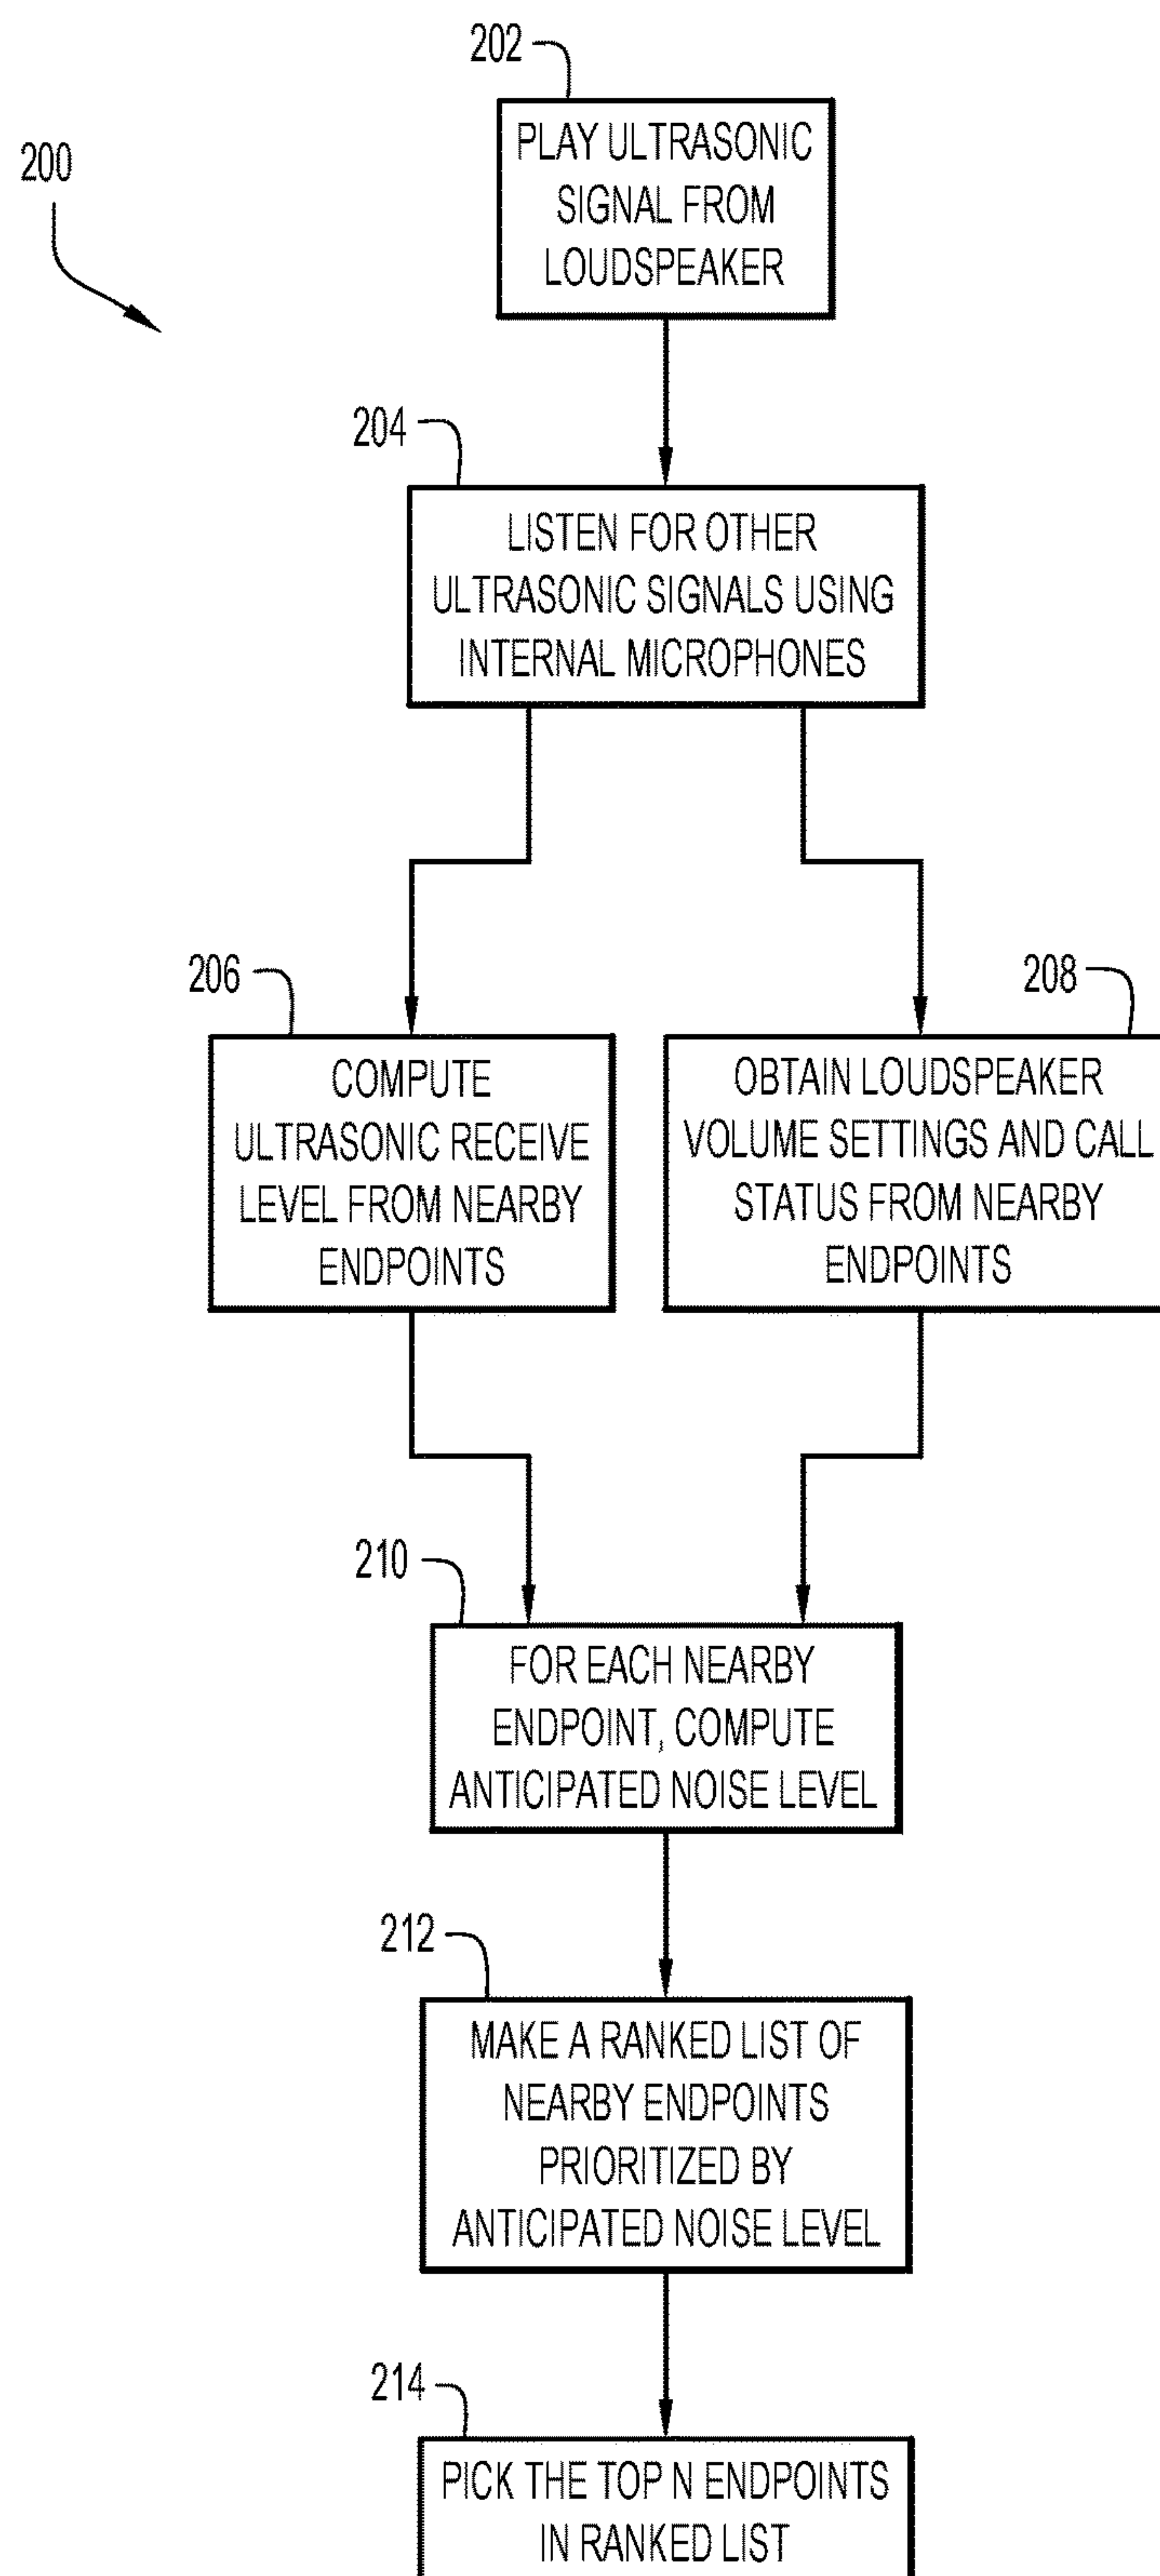 202
PLAY ULTRASONIC
SIGNAL FROM
LOUDSPEAKER
200
204
LISTEN FOR OTHER
ULTRASONIC SIGNALS USING
INTERNAL MICROPHONES
206
COMPUTE
ULTRASONIC RECEIVE
LEVEL FROM NEARBY
ENDPOINTS
208
OBTAIN LOUDSPEAKER
VOLUME SETTINGS AND CALL
STATUS FROM NEARBY
ENDPOINTS
210
FOR EACH NEARBY
ENDPOINT, COMPUTE
ANTICIPATED NOISE LEVEL
212
MAKE A RANKED LIST OF
NEARBY ENDPOINTS
PRIORITIZED BY
ANTICIPATED NOISE LEVEL
214
PICK THE TOP N ENDPOINTS
IN RANKED LIST